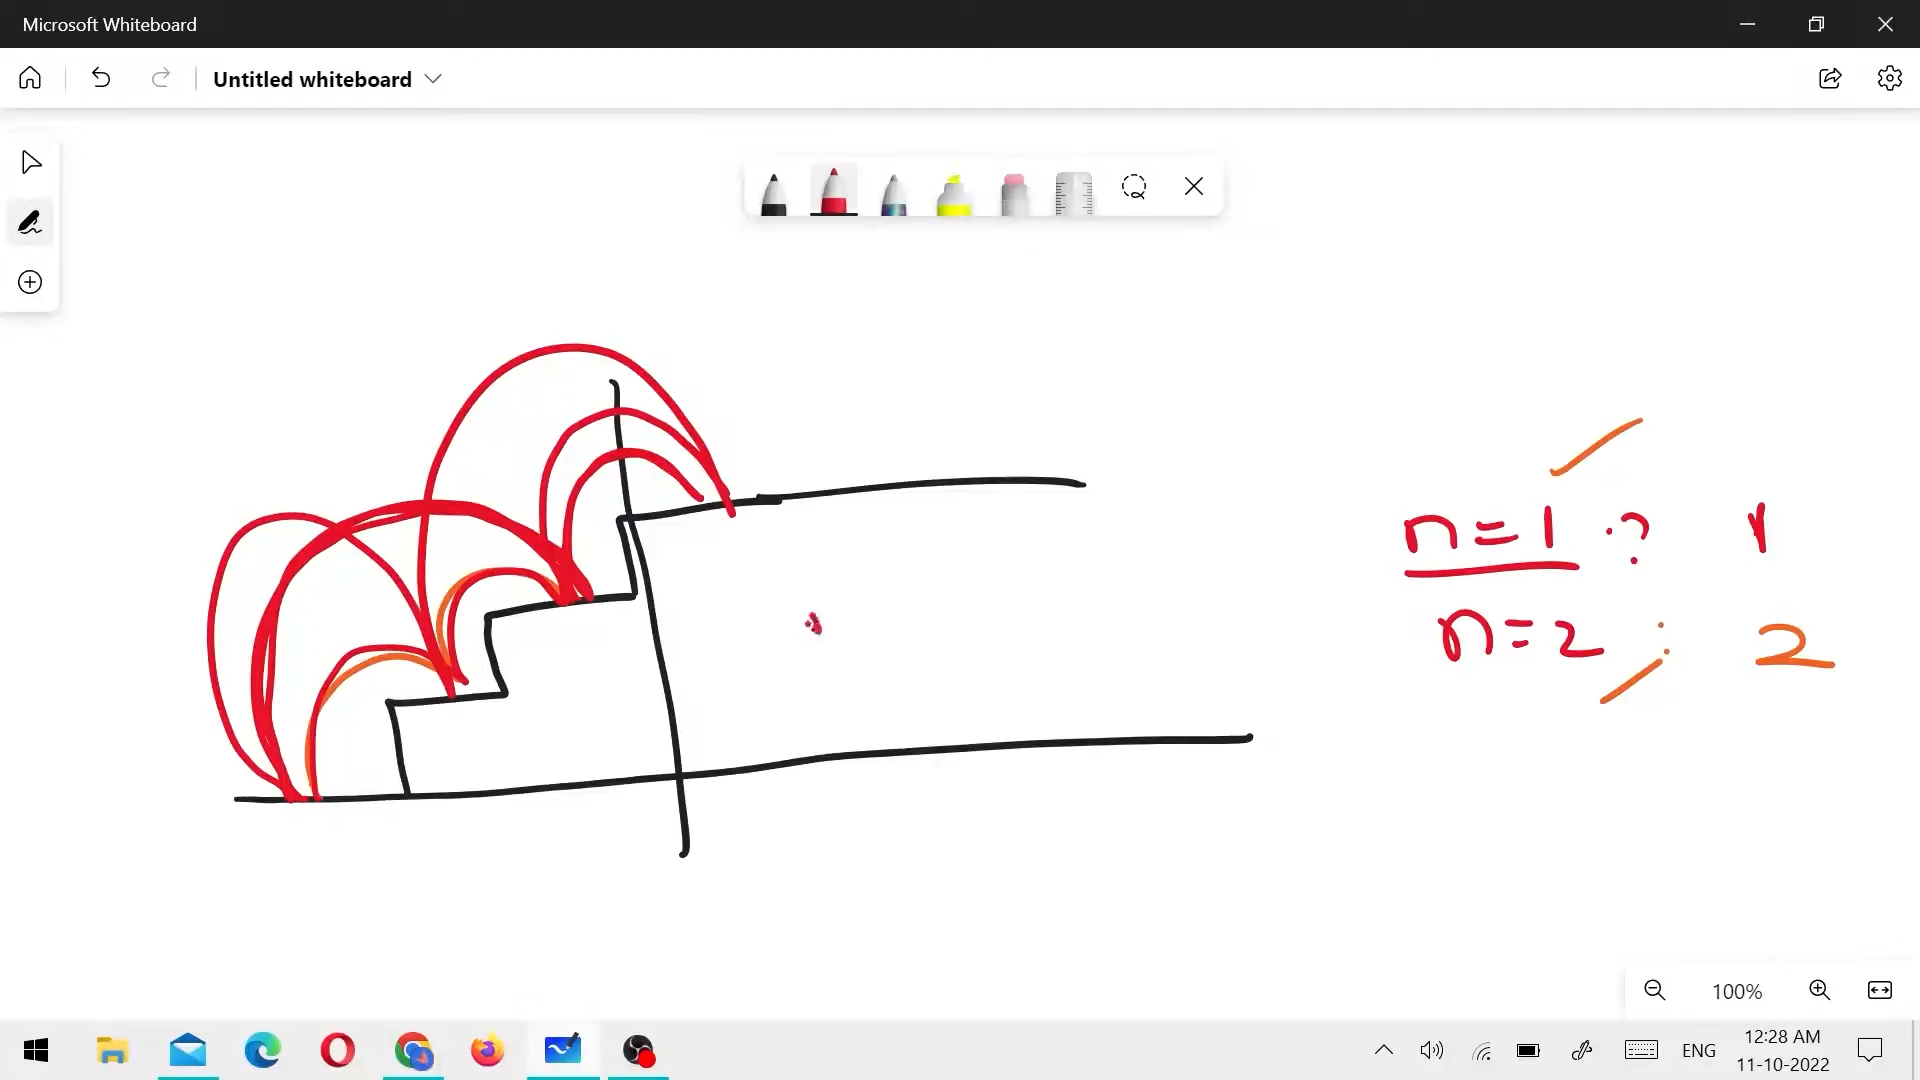 Microsoft Whiteboard
Untitled whiteboard
n=1 ? 1
n=2 : 2
100%
ENG
12:28 AM
11-10-2022